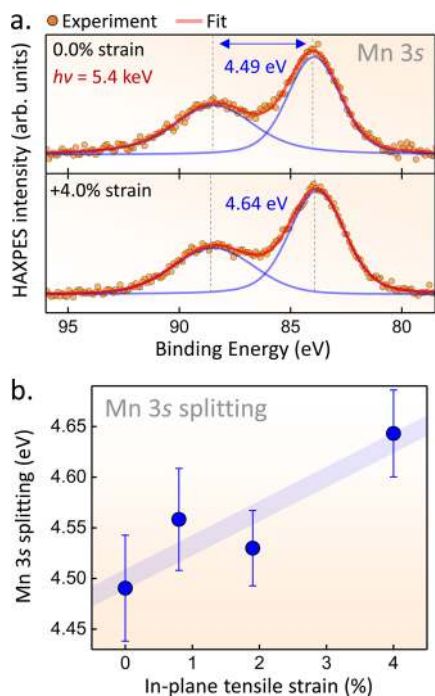 a.
Experiment Fit
0.0% strain
hν = 5.4 keV
4.49 eV
Mn 3s
+4.0% strain
4.64 eV
HAXPES intensity (arb. units)
95 90 85 80
Binding Energy (eV)
b.
Mn 3s splitting
Mn 3s splitting (eV)
4.65
4.60
4.55
4.50
4.45
0 1 2 3 4
In-plane tensile strain (%)